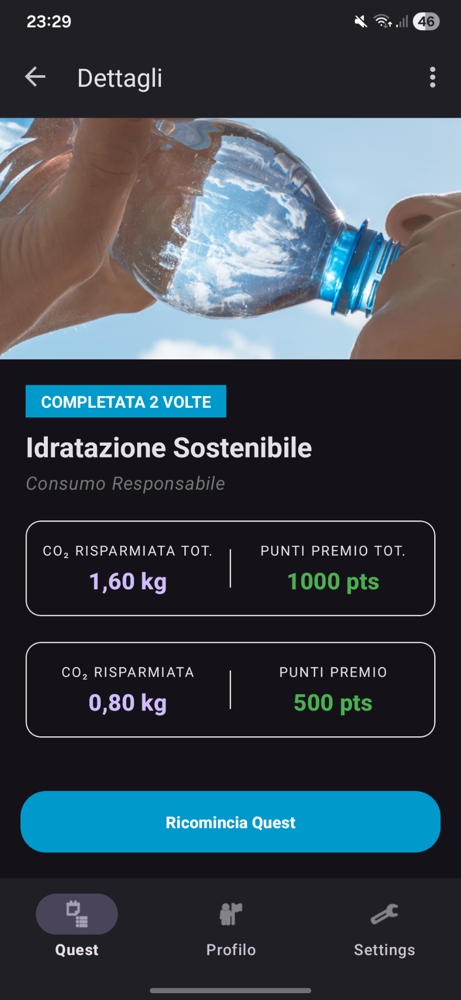 23:29
46
Dettagli
COMPLETATA 2 VOLTE
Idratazione Sostenibile
Consumo Responsabile
CO₂ RISPARMIATA TOT.
PUNTI PREMIO TOT.
1,60 kg
1000 pts
CO₂ RISPARMIATA
PUNTI PREMIO
0,80 kg
500 pts
Ricomincia Quest
Quest
Profilo
Settings